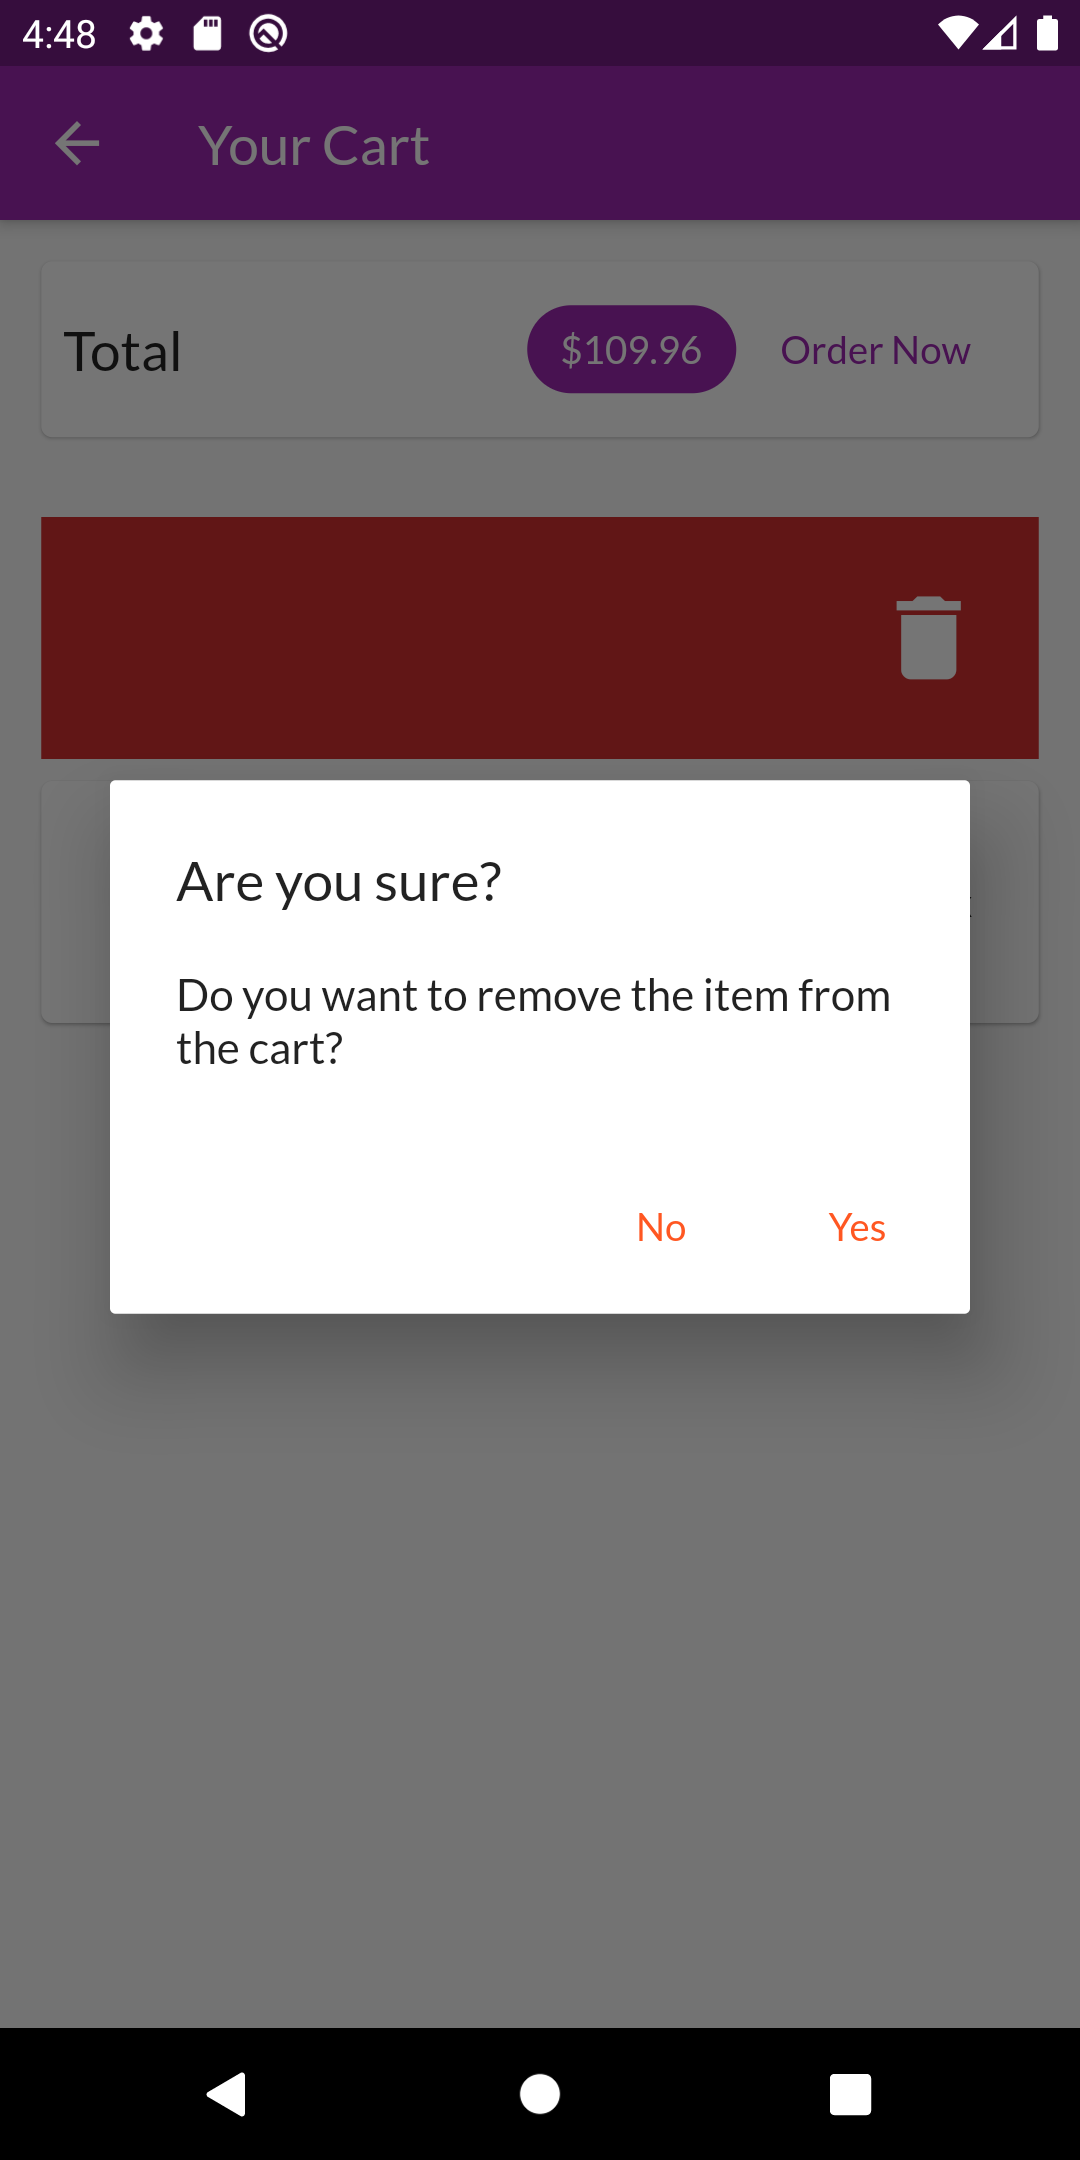 4:48
Your Cart
Total
$109.96
Order Now
Are you sure?
Do you want to remove the item from
the cart?
No
Yes